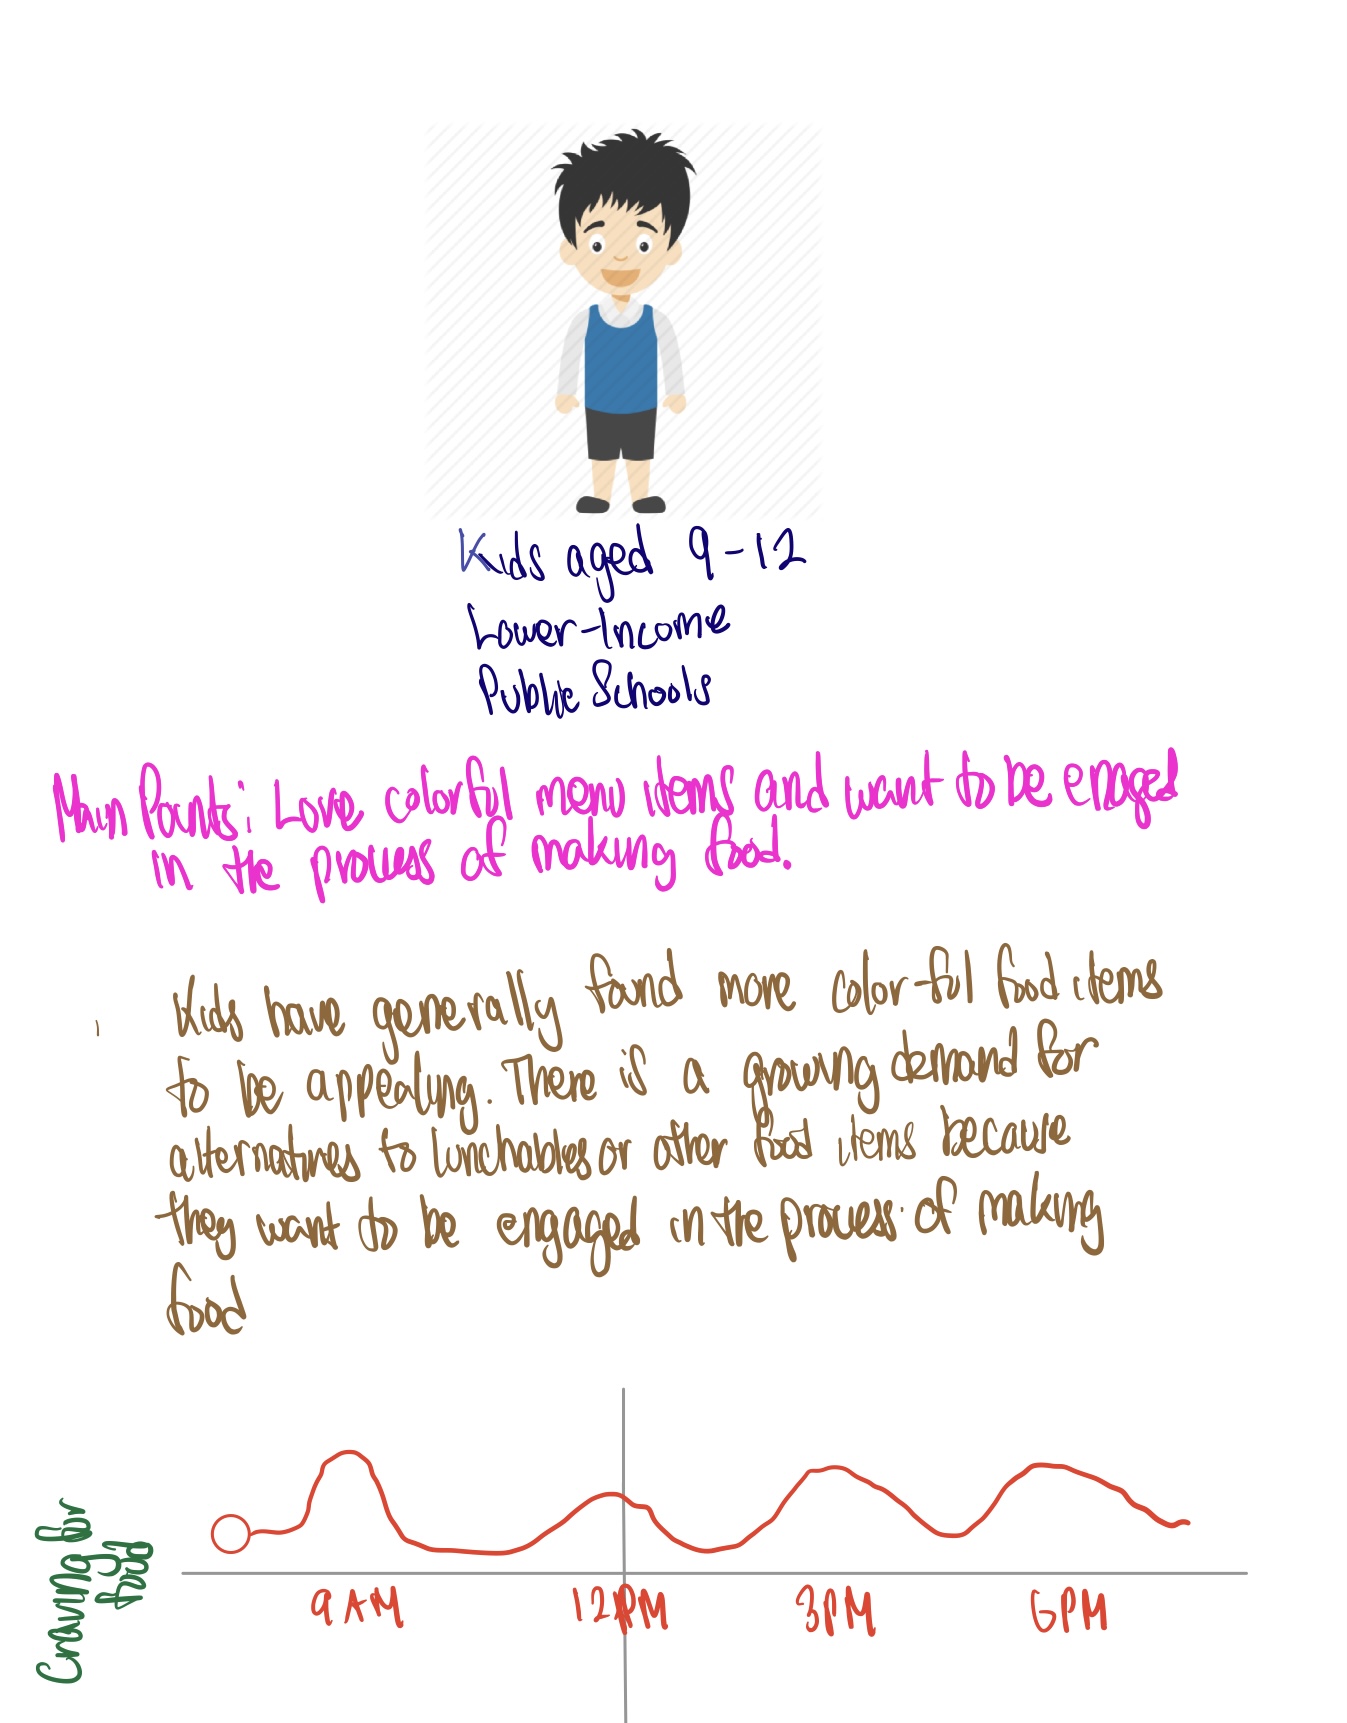 Kids aged 9-12
Lower-Income
Public Schools
Main Points: Love colorful menu items and want to be engaged
in the process of making food.
Kids have generally found more color-ful food items
to be appealing. There is a growing demand for
alternatives to lunchables or other food items because
they want to be engaged in the process of making
food
Craving for
food
9 AM 12PM 3PM 6PM